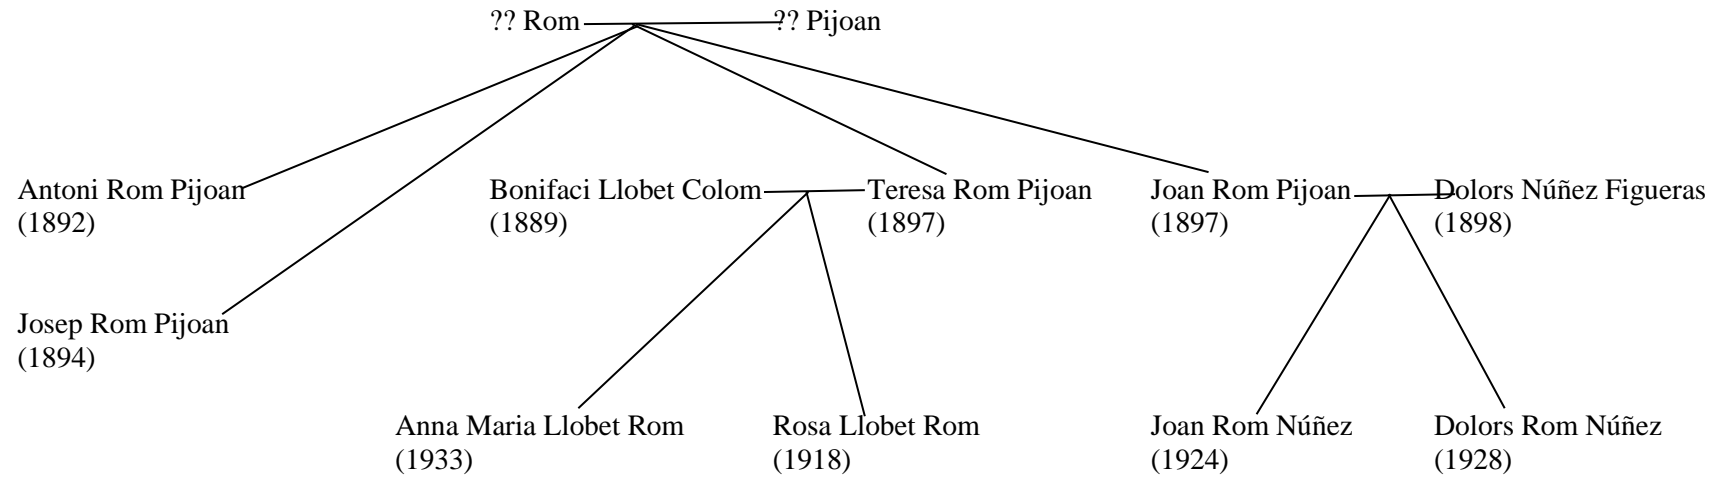 ?? Rom ?? Pijoan
Antoni Rom Pijoan Bonifaci Llobet Colom Teresa Rom Pijoan Joan Rom Pijoan Dolors Núñez Figueras
(1892) (1889) (1897) (1897) (1898)
Josep Rom Pijoan
(1894)
Anna Maria Llobet Rom Rosa Llobet Rom Joan Rom Núñez Dolors Rom Núñez
(1933) (1918) (1924) (1928)